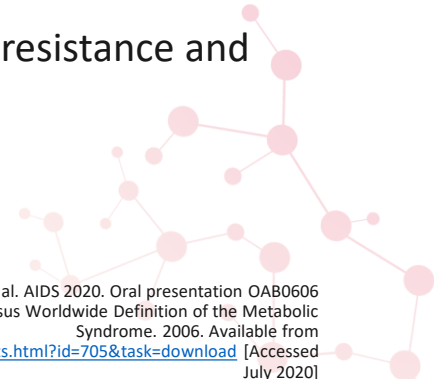 resistance and
al. AIDS 2020. Oral presentation OAB0606
sus Worldwide Definition of the Metabolic
Syndrome. 2006. Available from
ts.html?id=705&task=download [Accessed
July 2020]